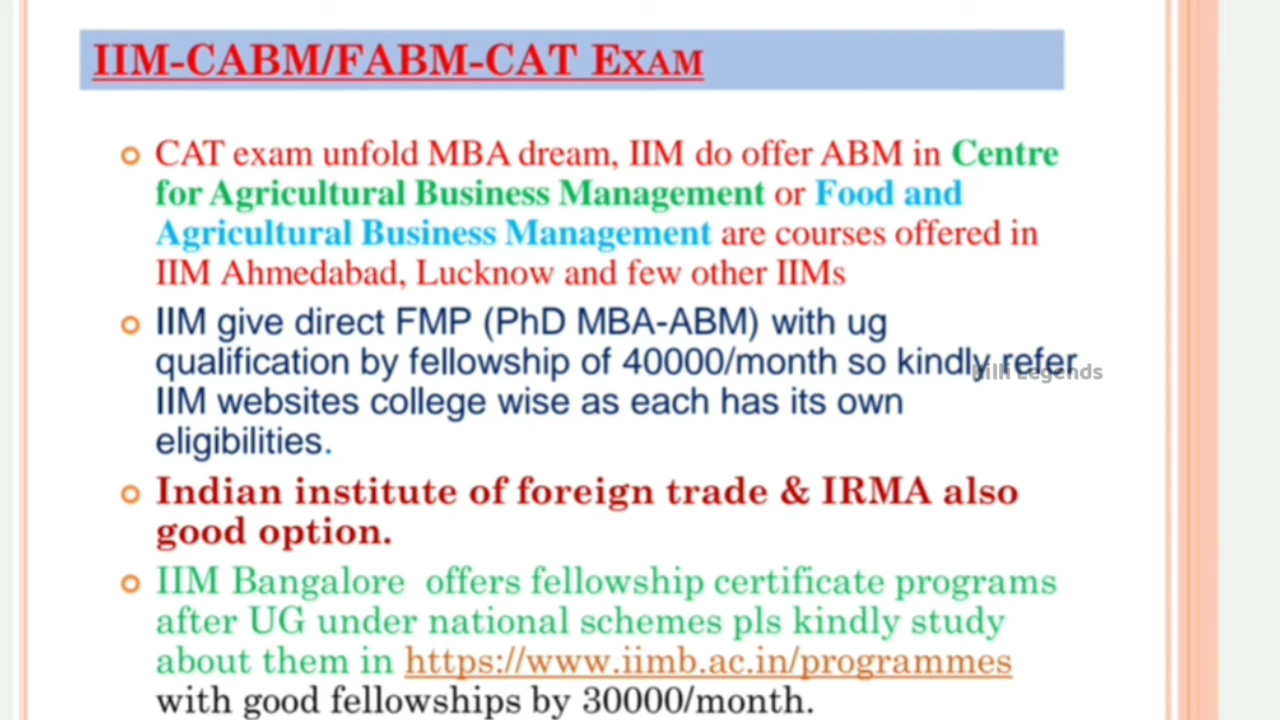 IIM-CABM/FABM-CAT EXAM
CAT exam unfold MBA dream, IIM do offer ABM in Centre
for Agricultural Business Management or Food and
Agricultural Business Management are courses offered in
IIM Ahmedabad, Lucknow and few other IIMs
IIM give direct FMP (PhD MBA-ABM) with ug
qualification by fellowship of 40000/month so kindly refer
IIM websites college wise as each has its own
eligibilities.
Indian institute of foreign trade & IRMA also
good option.
IIM Bangalore offers fellowship certificate programs
after UG under national schemes pls kindly study
about them in https://www.iimb.ac.in/programmes
with good fellowships by 30000/month.
Legends